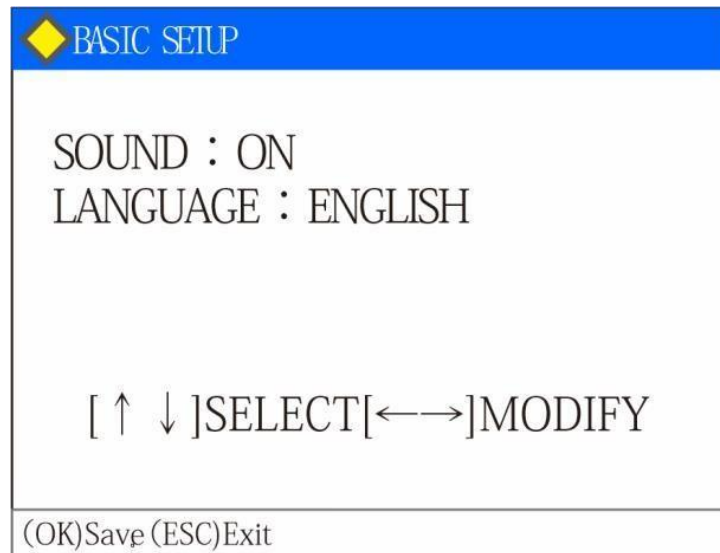 BASIC SETUP
SOUND：ON
LANGUAGE：ENGLISH
[↑ ↓]SELECT[←→]MODIFY
(OK)Save(ESC)Exit